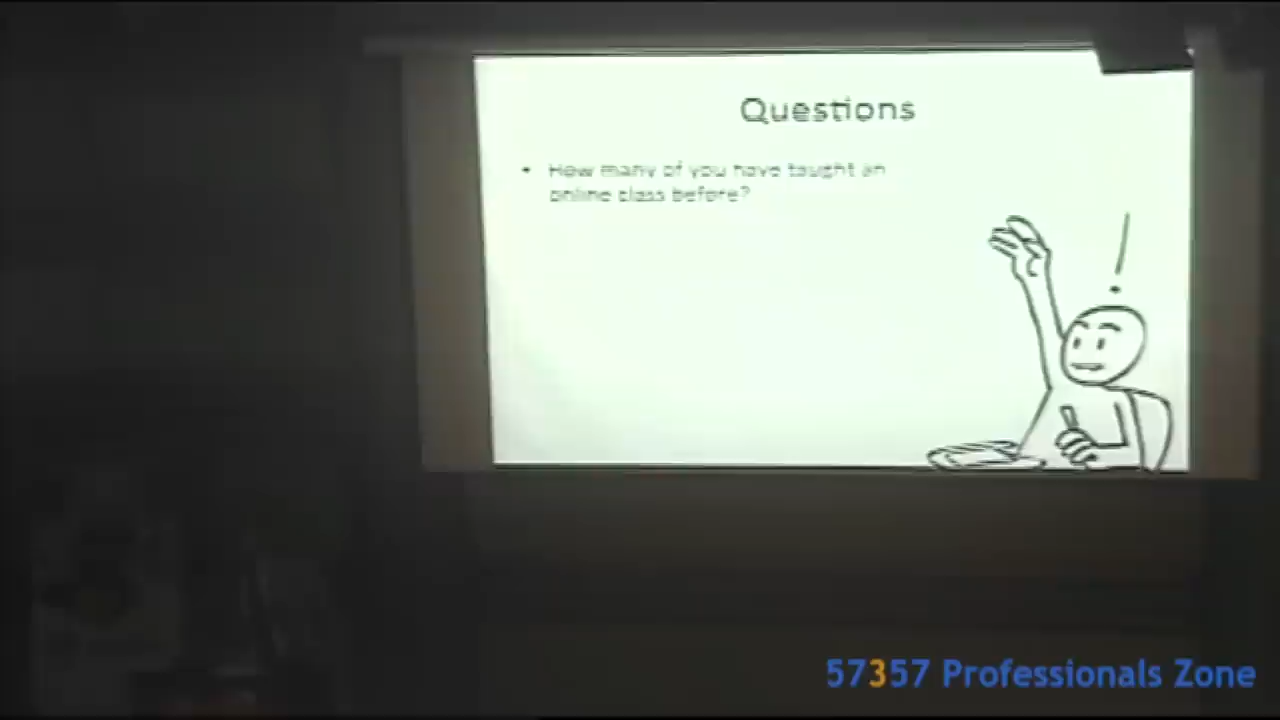 Questions
• How many of you have taught an
online class before?
57357 Professionals Zone